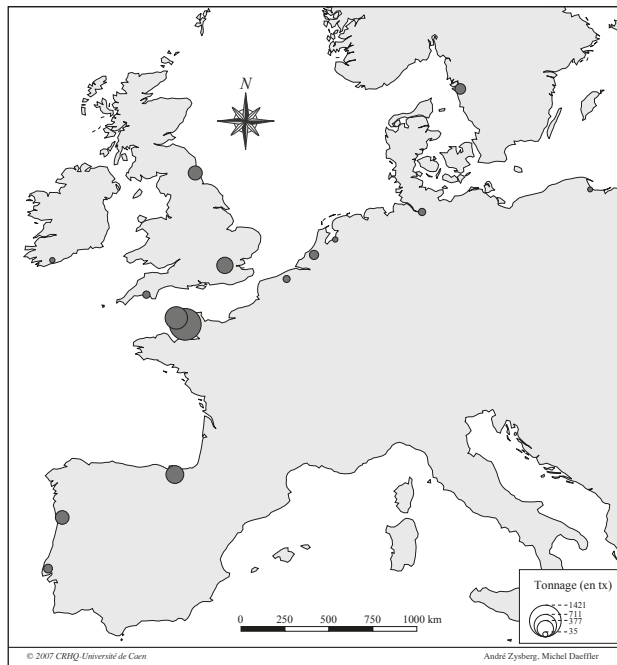 N
Tonnage (en tx)
1421
711
377
35
0 250 500 750 1000 km
© 2007 CRHQ-Université de Caen
André Zysberg, Michel Daeffler